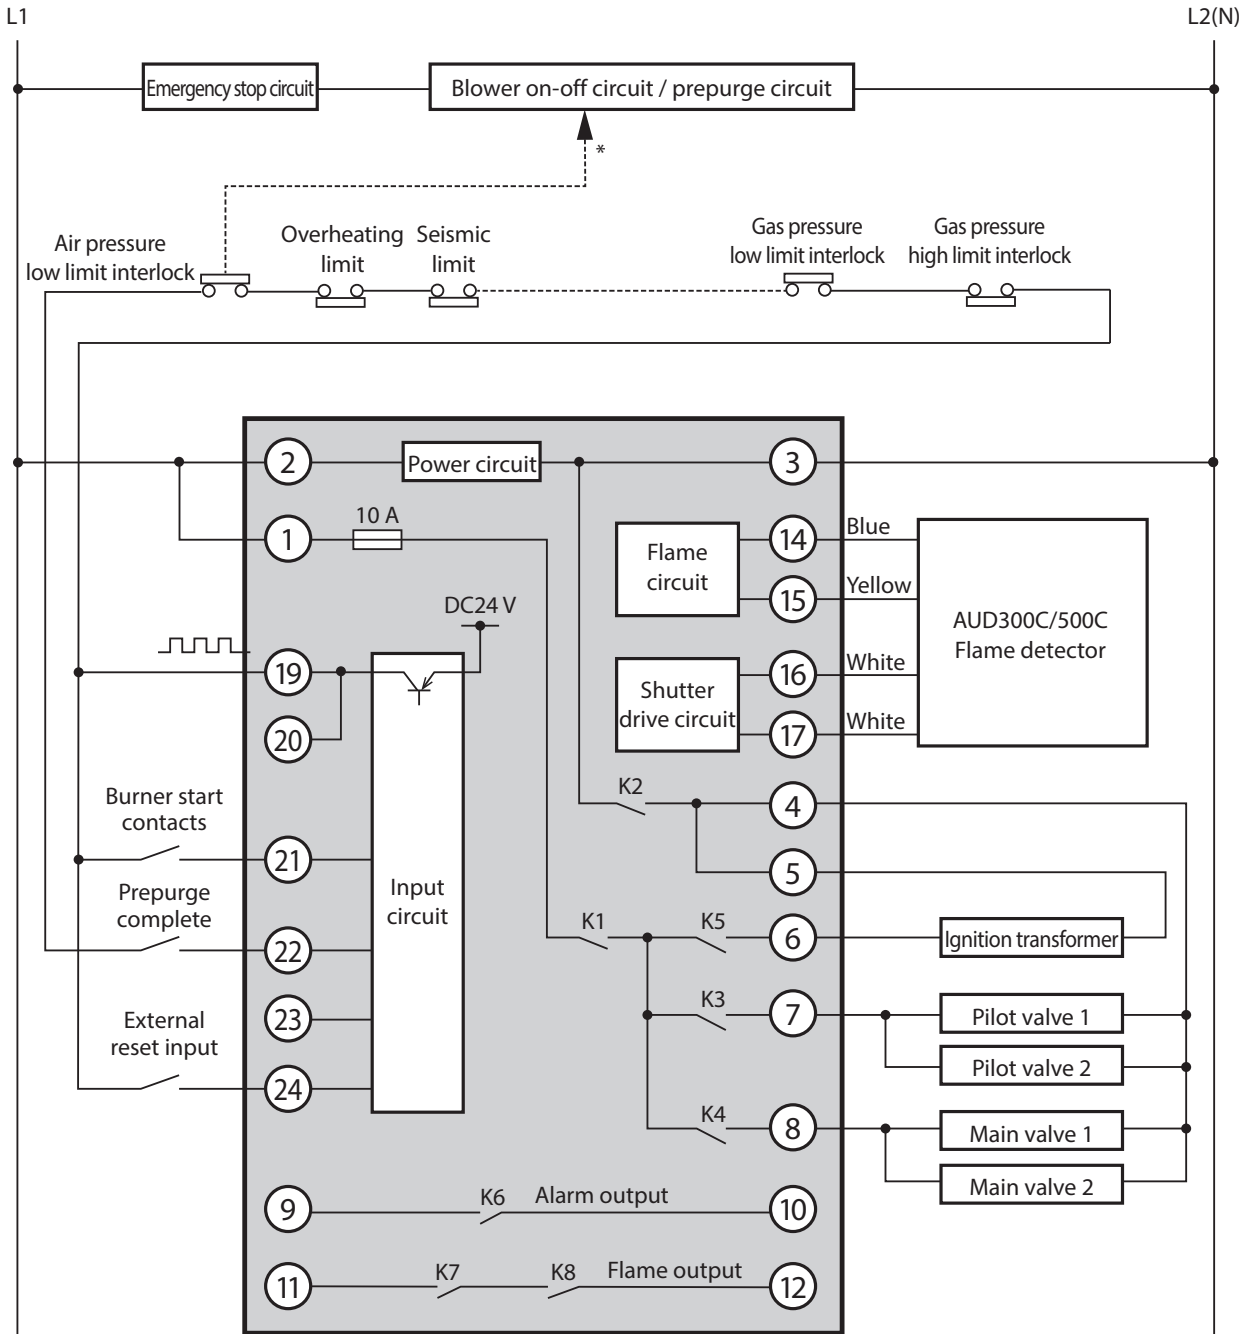 L1
L2(N)
Emergency stop circuit
Blower on-off circuit / prepurge circuit
*
Air pressure
low limit interlock
Overheating
limit
Seismic
limit
Gas pressure
low limit interlock
Gas pressure
high limit interlock
2
Power circuit
3
1
10 A
Flame
circuit
14
Blue
15
Yellow
AUD300C/500C
Flame detector
DC24 V
19
20
Shutter
drive circuit
16
White
17
White
Burner start
contacts
21
Input
circuit
K2
4
5
Prepurge
complete
22
K1
K5
6
Ignition transformer
23
K3
7
Pilot valve 1
Pilot valve 2
External
reset input
24
K4
8
Main valve 1
Main valve 2
9
K6
Alarm output
10
11
K7
K8
Flame output
12